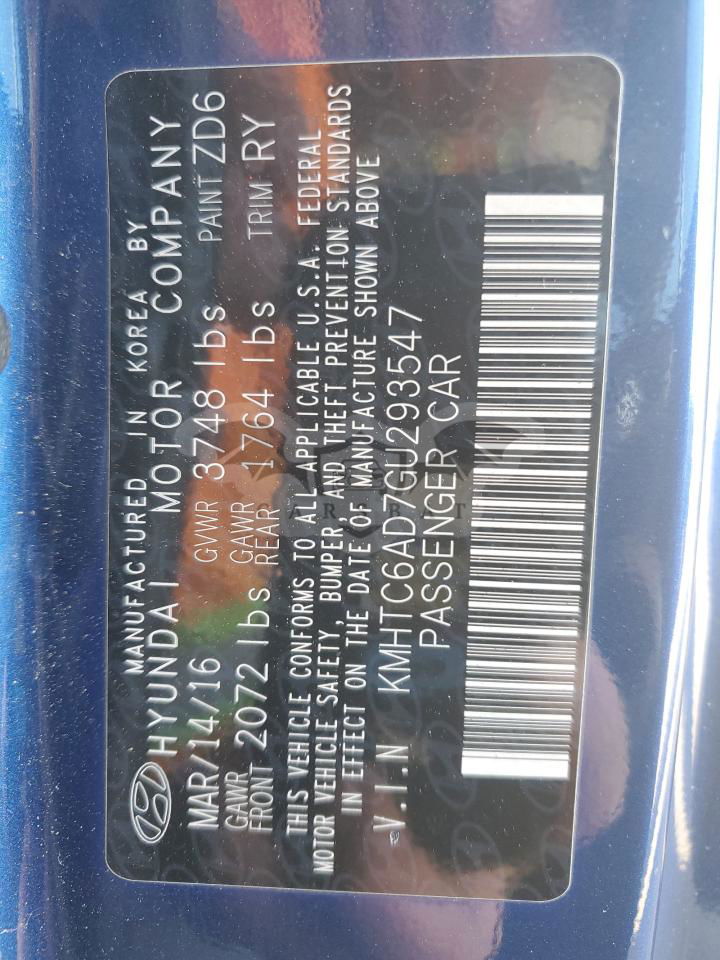 MANUFACTURED IN KOREA BY
HYUNDAI MOTOR COMPANY
MAR/14/16 GVWR 3748 lbs PAINT ZD6
GAWR FRONT 2072 lbs GAWR REAR 1764 lbs TRIM RY
THIS VEHICLE CONFORMS TO ALL APPLICABLE U.S.A. FEDERAL
MOTOR VEHICLE SAFETY, BUMPER, AND THEFT PREVENTION STANDARDS
IN EFFECT ON THE DATE OF MANUFACTURE SHOWN ABOVE
V.I.N KMHTC6AD7GU293547
PASSENGER CAR